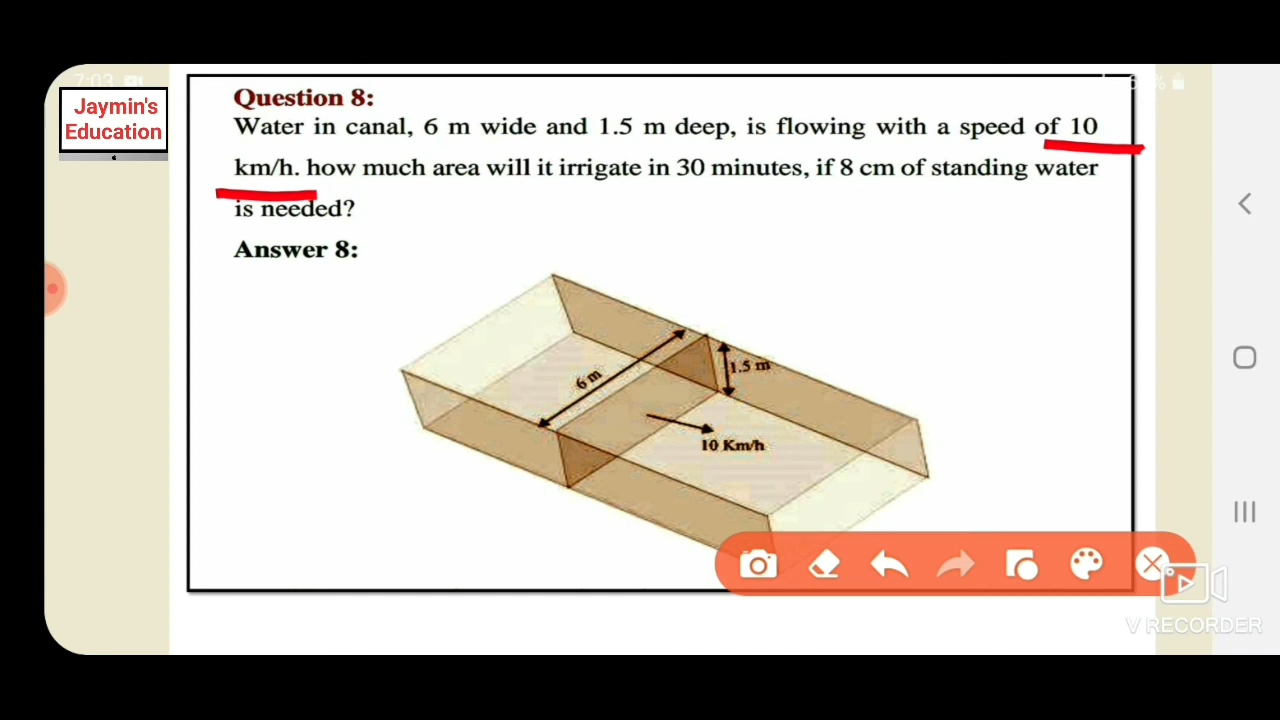 7:03
Jaymin's
Education
Question 8:
Water in canal, 6 m wide and 1.5 m deep, is flowing with a speed of 10
km/h. how much area will it irrigate in 30 minutes, if 8 cm of standing water
is needed?
Answer 8:
6 m
1.5 m
10 Km/h
V RECORDER